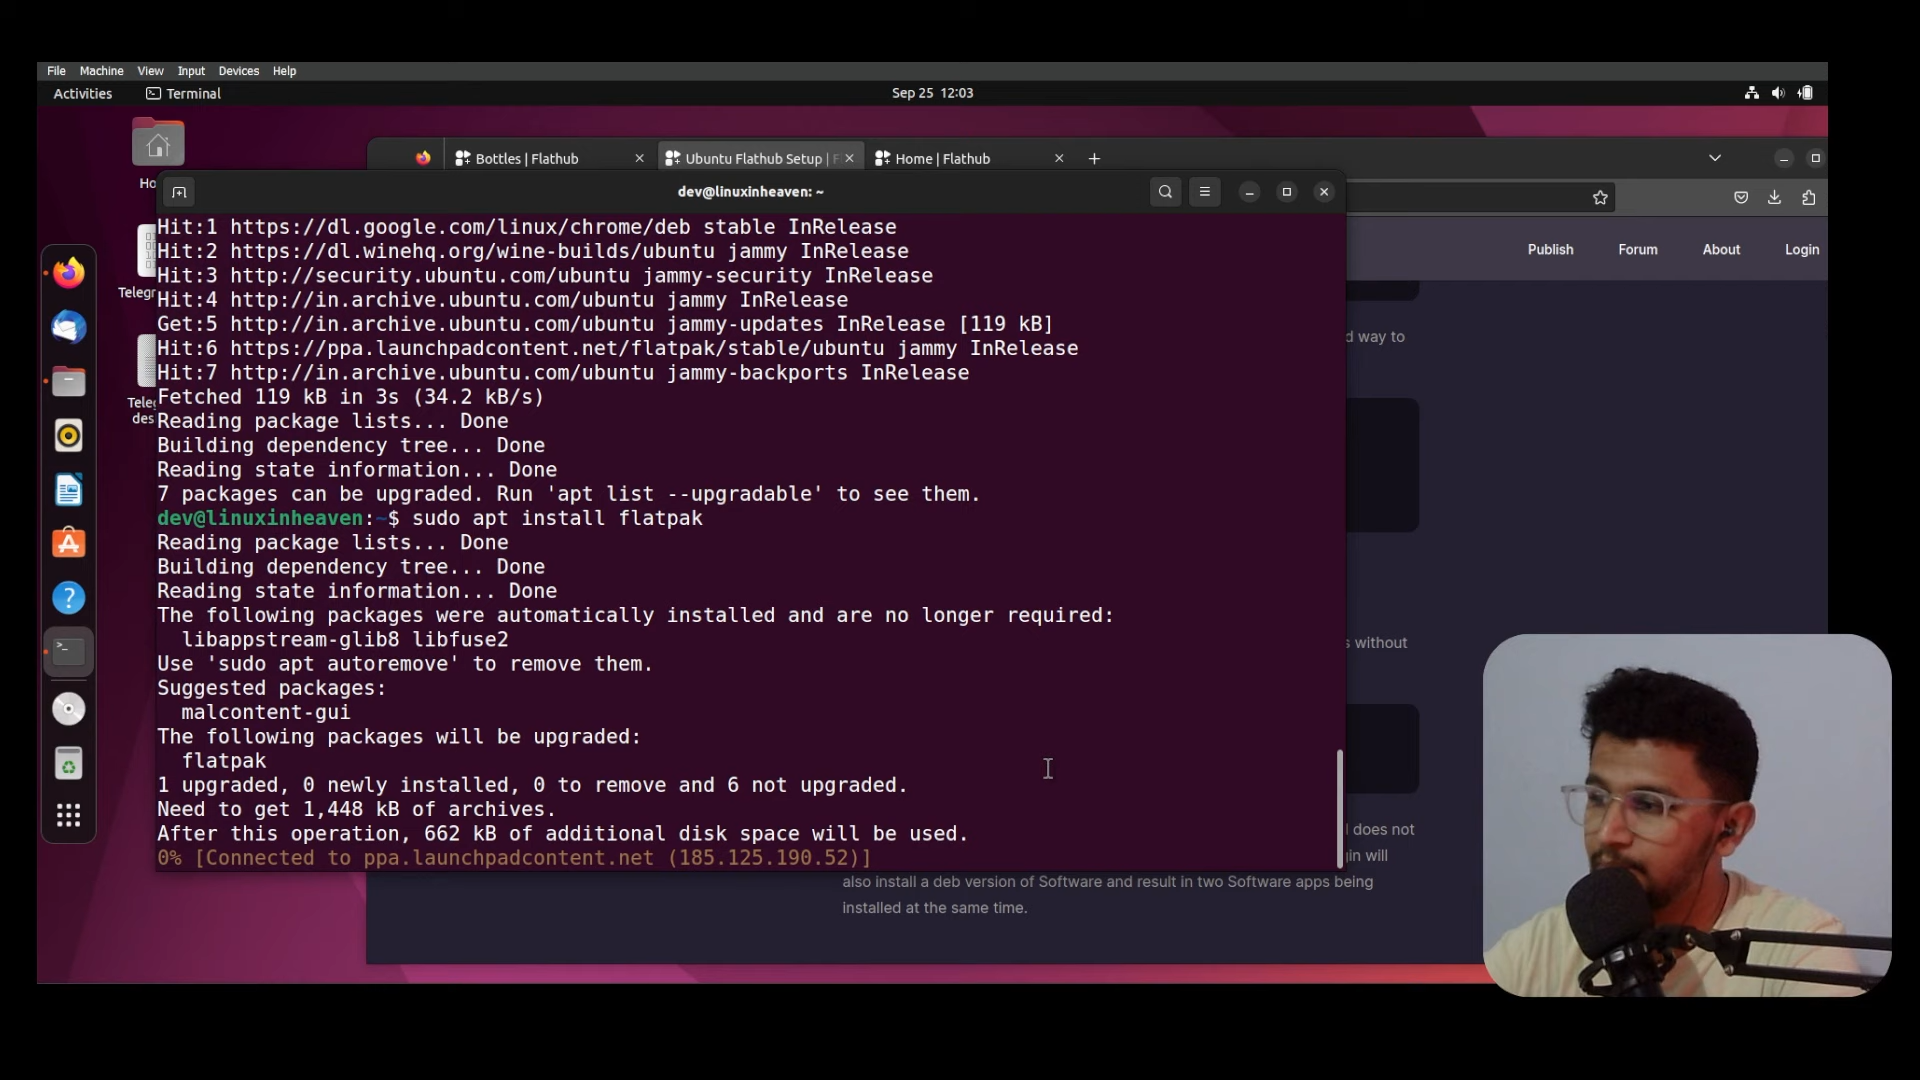 File Machine View Input Devices Help
Activities Terminal Sep 25 12:03
Bottles | Flathub Ubuntu Flathub Setup | F Home | Flathub
dev@linuxinheaven: ~
Publish Forum About Login
Ho
Telegr
Tele
des
Hit:1 https://dl.google.com/linux/chrome/deb stable InRelease
Hit:2 https://dl.winehq.org/wine-builds/ubuntu jammy InRelease
Hit:3 http://security.ubuntu.com/ubuntu jammy-security InRelease
Hit:4 http://in.archive.ubuntu.com/ubuntu jammy InRelease
Get:5 http://in.archive.ubuntu.com/ubuntu jammy-updates InRelease [119 kB]
Hit:6 https://ppa.launchpadcontent.net/flatpak/stable/ubuntu jammy InRelease
Hit:7 http://in.archive.ubuntu.com/ubuntu jammy-backports InRelease
Fetched 119 kB in 3s (34.2 kB/s)
Reading package lists... Done
Building dependency tree... Done
Reading state information... Done
7 packages can be upgraded. Run 'apt list --upgradable' to see them.
dev@linuxinheaven:~$ sudo apt install flatpak
Reading package lists... Done
Building dependency tree... Done
Reading state information... Done
The following packages were automatically installed and are no longer required:
libappstream-glib8 libfuse2
Use 'sudo apt autoremove' to remove them.
Suggested packages:
malcontent-gui
The following packages will be upgraded:
flatpak
1 upgraded, 0 newly installed, 0 to remove and 6 not upgraded.
Need to get 1,448 kB of archives.
After this operation, 662 kB of additional disk space will be used.
0% [Connected to ppa.launchpadcontent.net (185.125.190.52)]
d way to
s without
l does not
gin will
also install a deb version of Software and result in two Software apps being
installed at the same time.